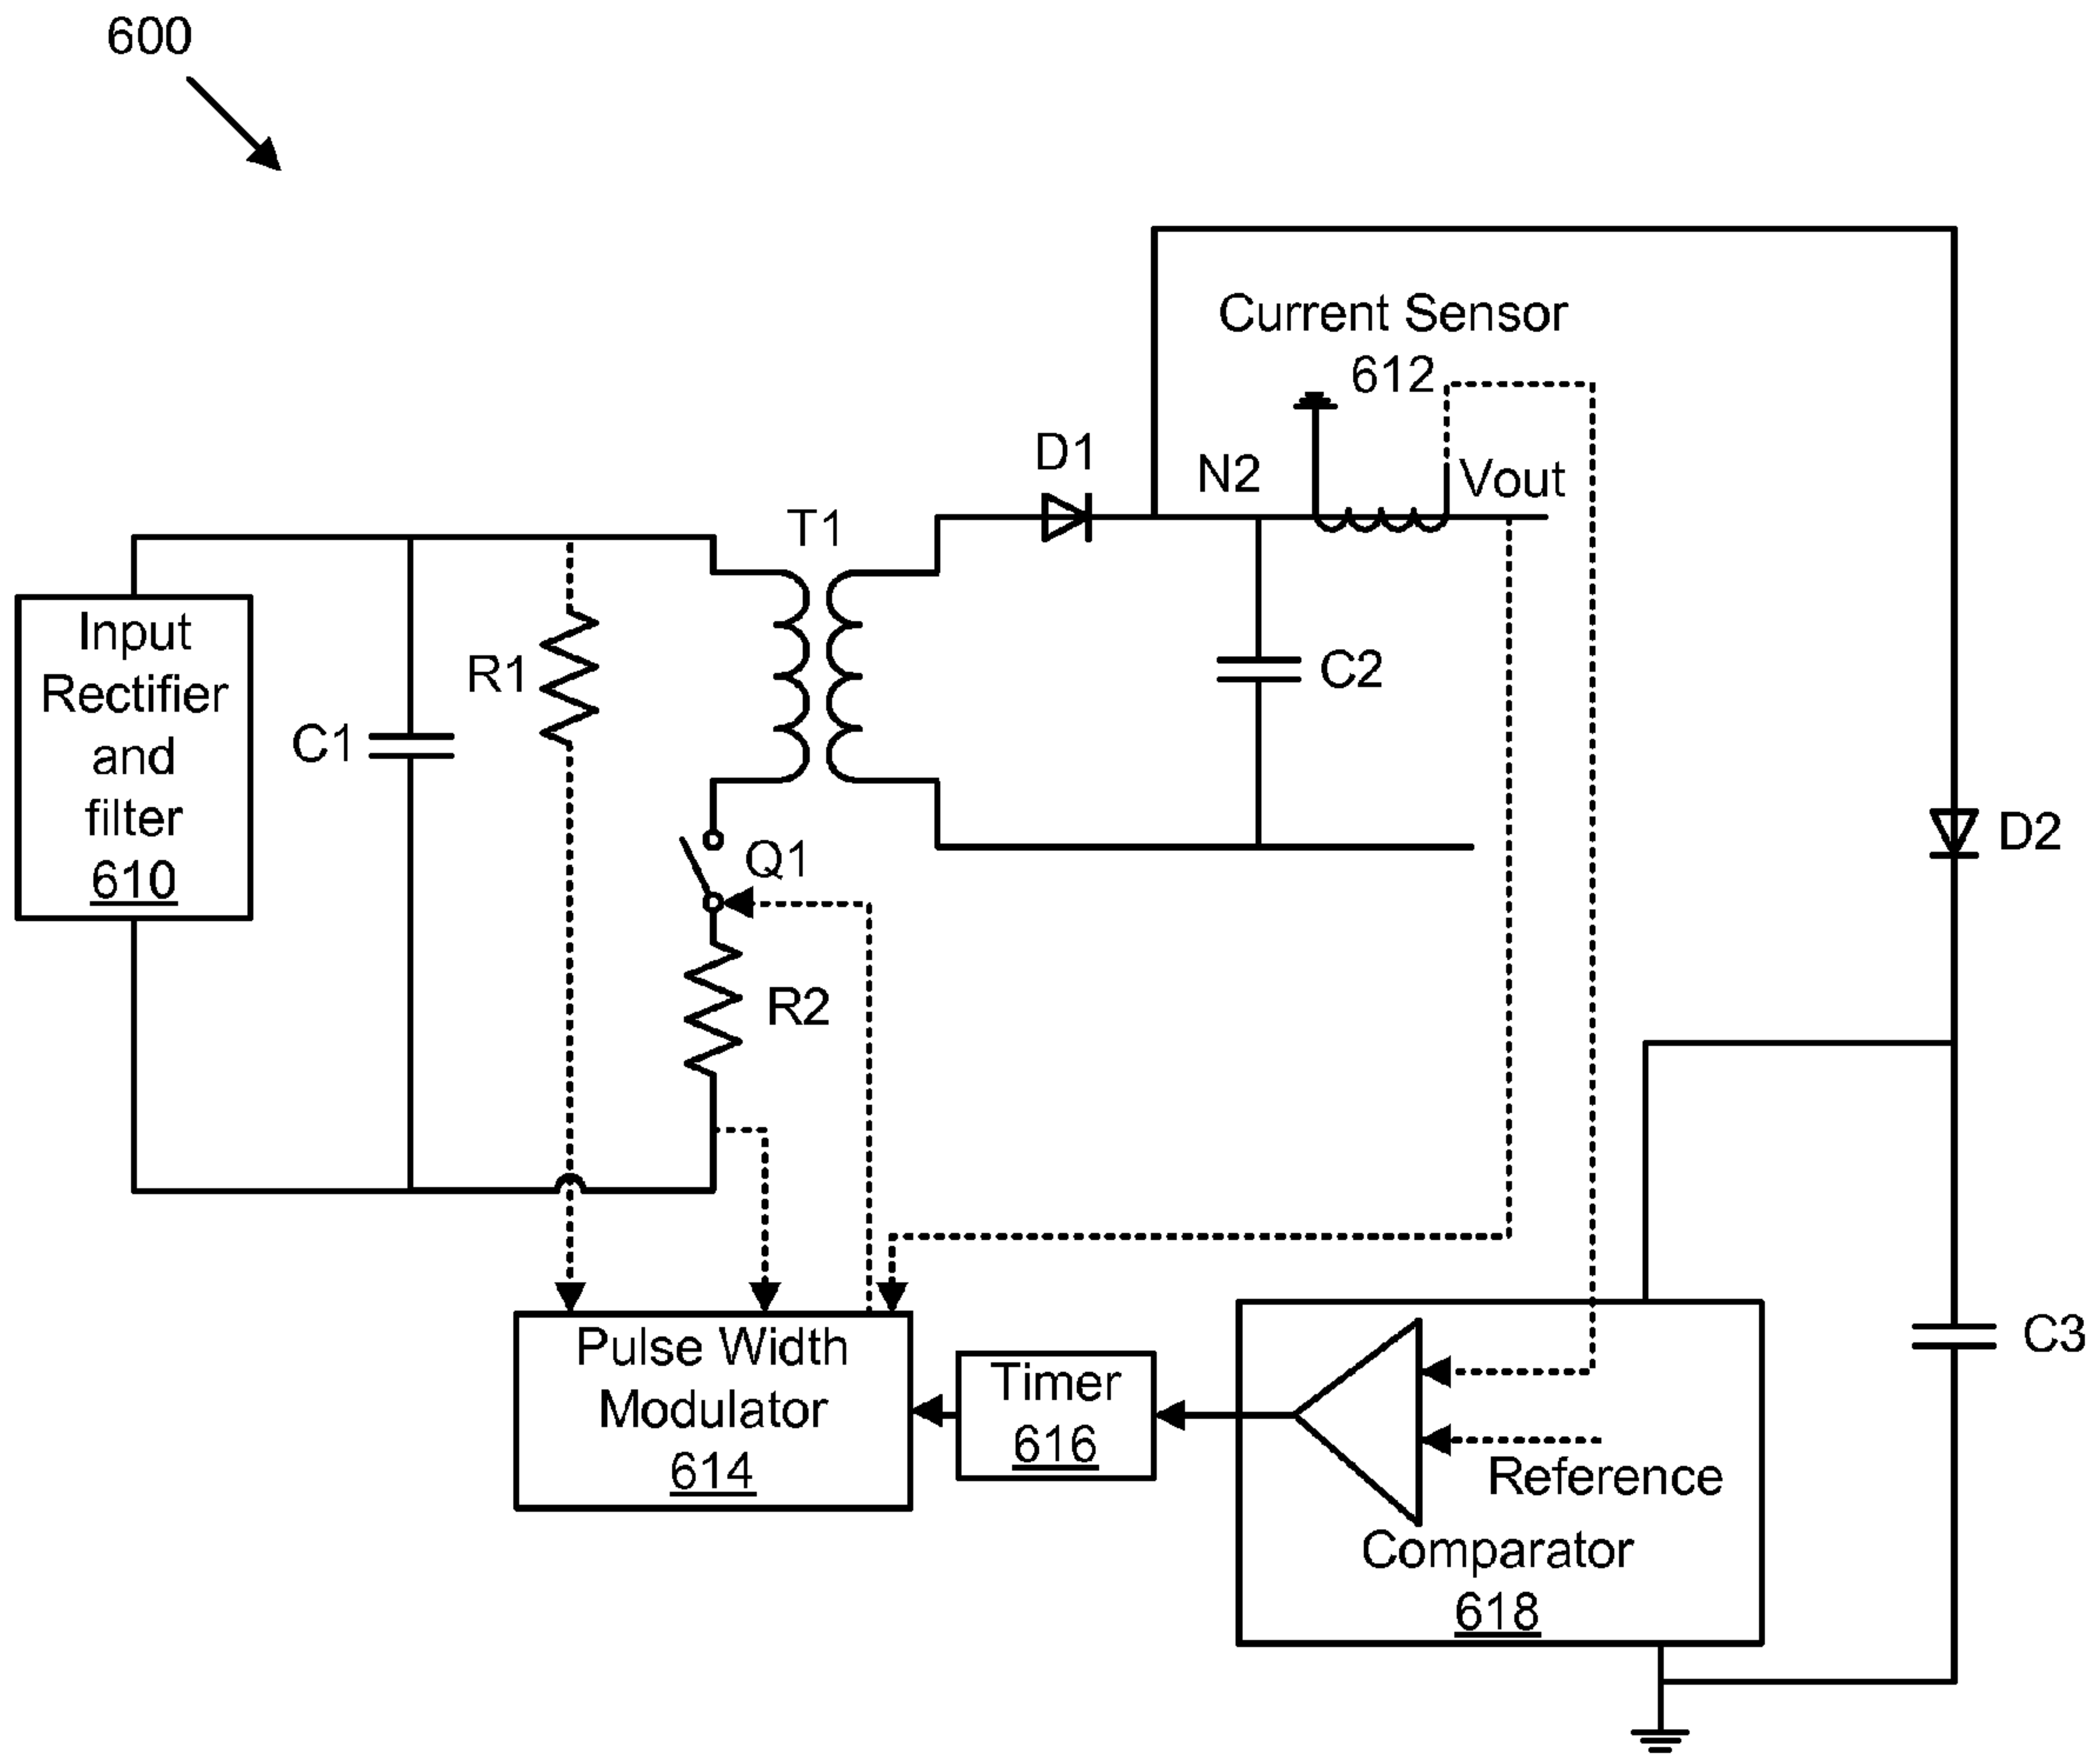 600
Current Sensor
612
D1
N2
Vout
T1
Input
Rectifier
and
filter
610
R1
C1
C2
Q1
D2
R2
C3
Pulse Width
Modulator
614
Timer
616
Reference
Comparator
618